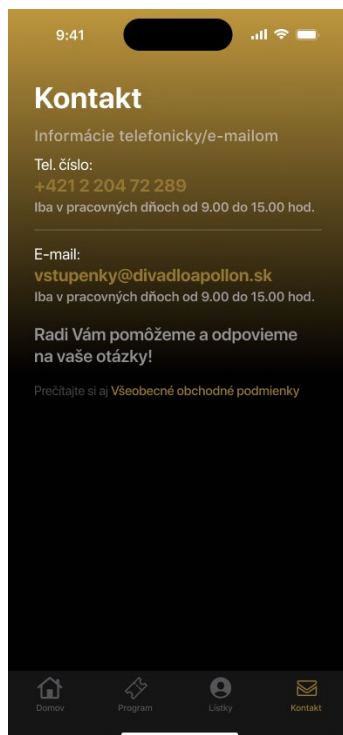 9:41
Kontakt
Informácie telefonicky/e-mailom
Tel. číslo:
+421 2 204 72 289
Iba v pracovných dňoch od 9.00 do 15.00 hod.
E-mail:
vstupenky@divadloapollon.sk
Iba v pracovných dňoch od 9.00 do 15.00 hod.
Radi Vám pomôžeme a odpovieme
na vaše otázky!
Prečítajte si aj Všeobecné obchodné podmienky
Domov Program Lístky Kontakt